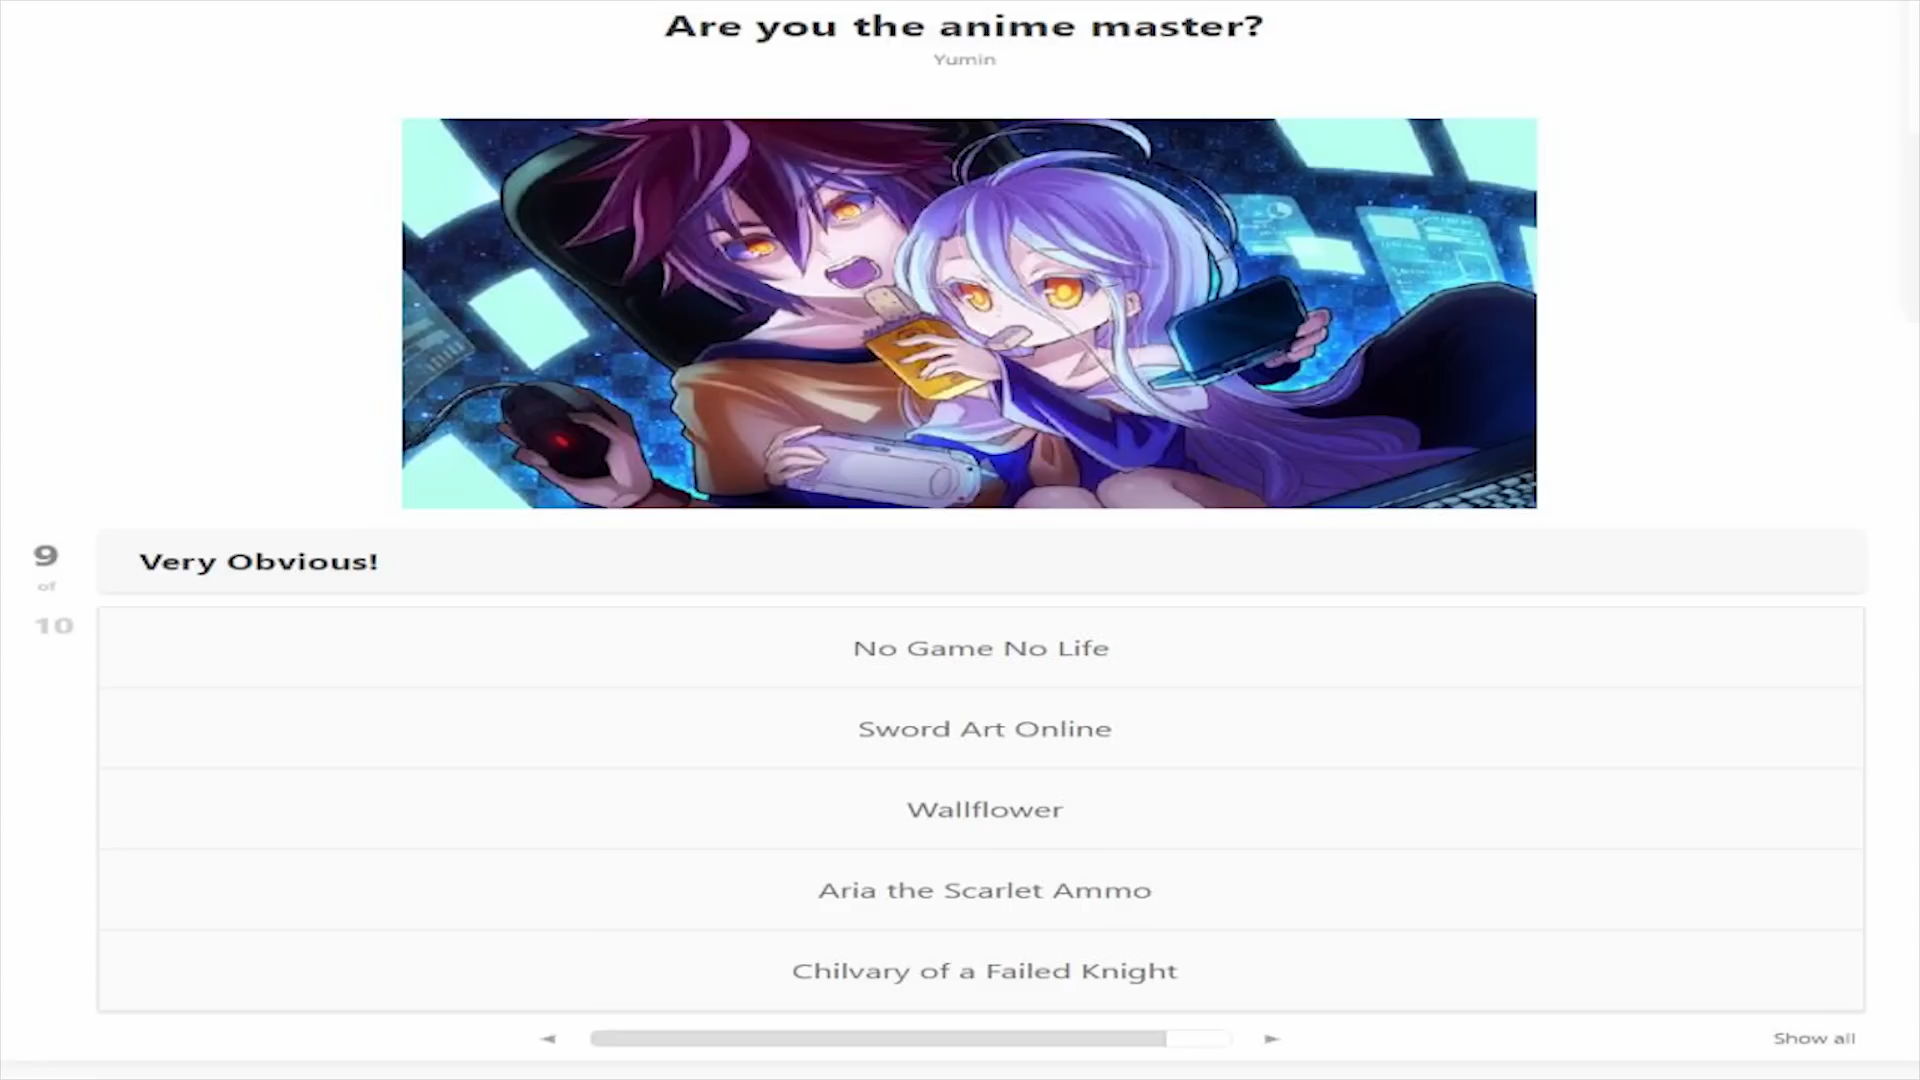 Are you the anime master?
Yumin
9
of
10
Very Obvious!
No Game No Life
Sword Art Online
Wallflower
Aria the Scarlet Ammo
Chilvary of a Failed Knight
Show all